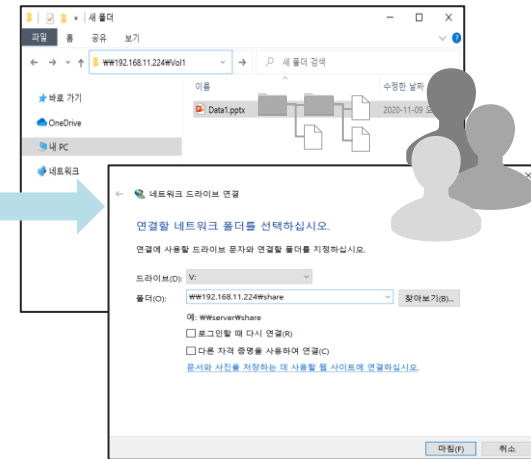 새 폴더
파일 홈 공유 보기
₩₩192.168.11.224₩Vol1
새 폴더 검색
이름
수정한 날짜
바로 가기
Data1.pptx
2020-11-09
OneDrive
내 PC
네트워크
네트워크 드라이브 연결
연결할 네트워크 폴더를 선택하십시오.
연결에 사용할 드라이브 문자와 연결할 폴더를 지정하십시오.
드라이브(D): V:
폴더(O): ₩₩192.168.11.224₩share 찾아보기(B)...
예: ₩₩server₩share
로그인할 때 다시 연결(R)
다른 자격 증명을 사용하여 연결(C)
문서와 사진을 저장하는 데 사용할 웹 사이트에 연결하십시오.
마침(F) 취소